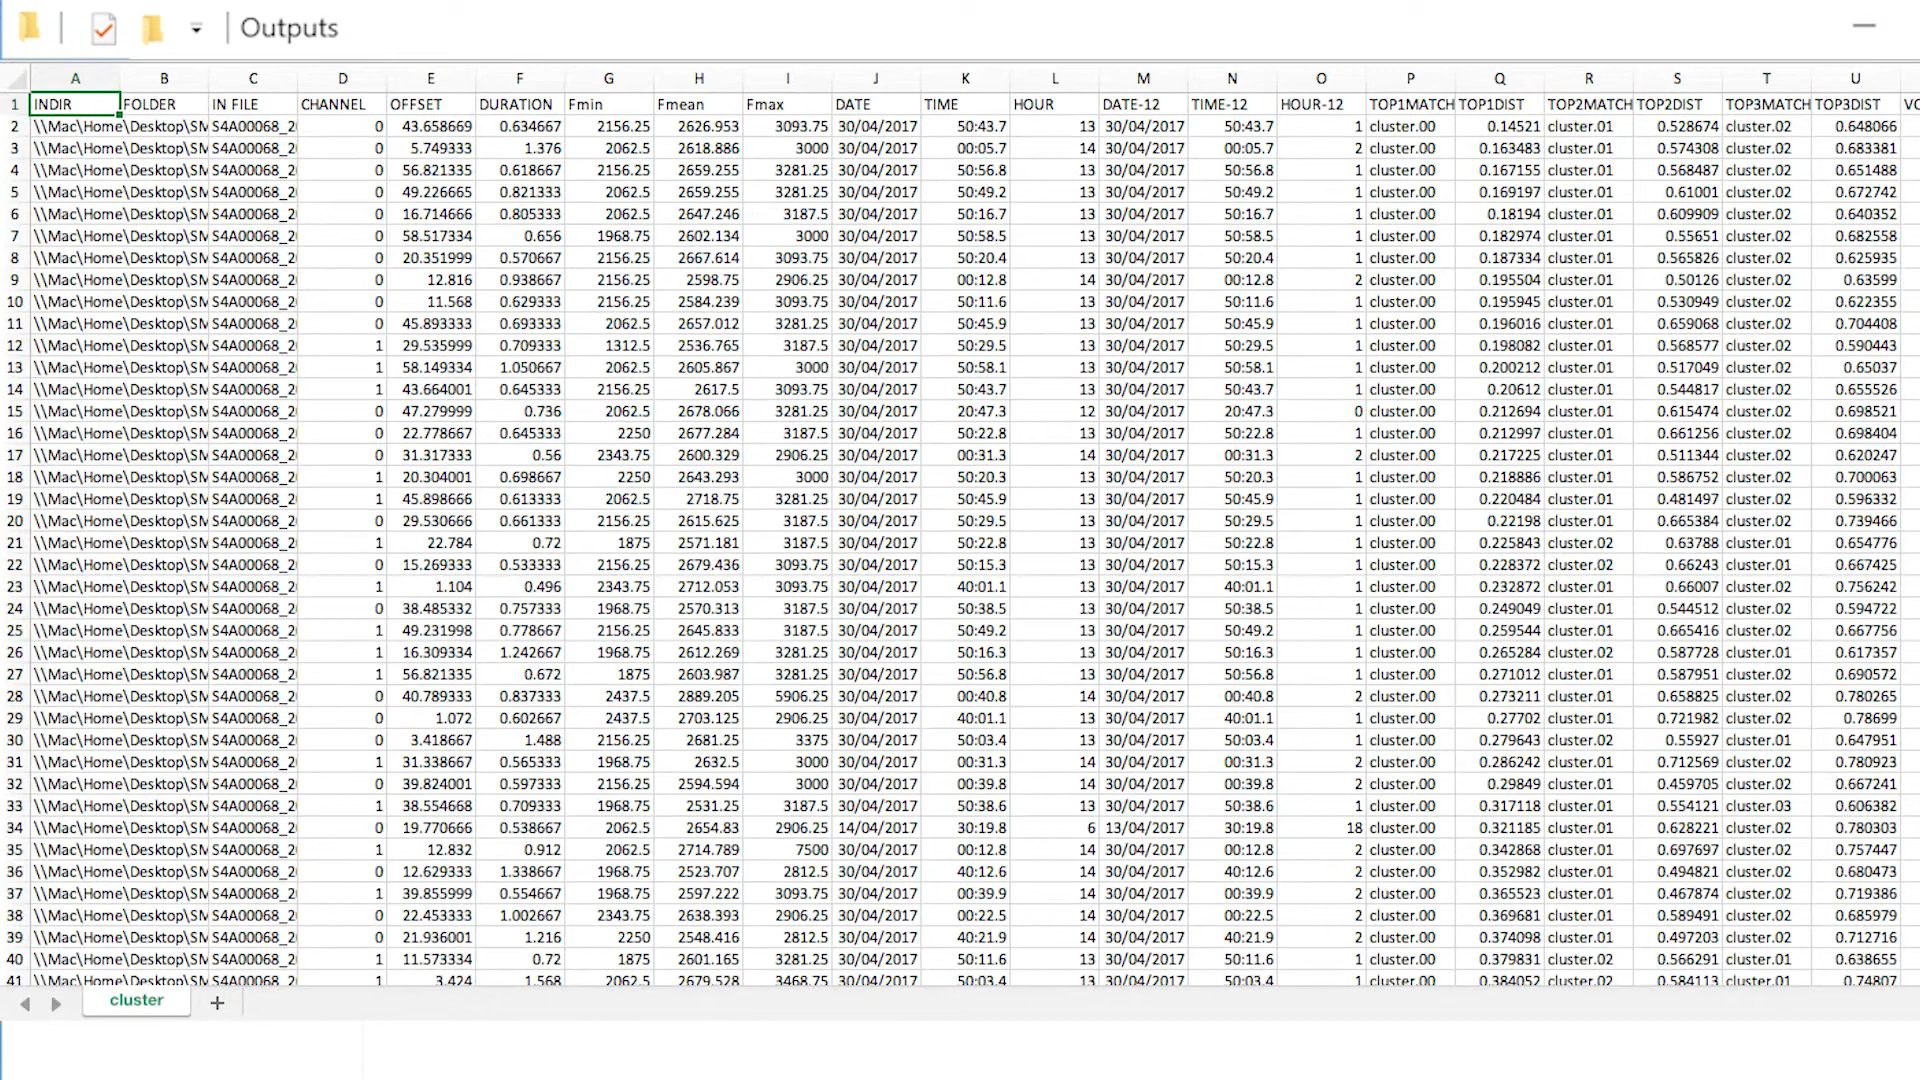 Outputs
A B C D E F G H I J K L M N O P Q R S T U
1 INDIR FOLDER IN FILE CHANNEL OFFSET DURATION Fmin Fmean Fmax DATE TIME HOUR DATE-12 TIME-12 HOUR-12 TOP1MATCH TOP1DIST TOP2MATCH TOP2DIST TOP3MATCH TOP3DIST VO
2 \\Mac\Home\Desktop\SM S4A00068_2 0 43.658669 0.634667 2156.25 2626.953 3093.75 30/04/2017 50:43.7 13 30/04/2017 50:43.7 1 cluster.00 0.14521 cluster.01 0.528674 cluster.02 0.648066
3 \\Mac\Home\Desktop\SM S4A00068_2 0 5.749333 1.376 2062.5 2618.886 3000 30/04/2017 00:05.7 14 30/04/2017 00:05.7 2 cluster.00 0.163483 cluster.01 0.574308 cluster.02 0.683381
4 \\Mac\Home\Desktop\SM S4A00068_2 0 56.821335 0.618667 2156.25 2659.255 3281.25 30/04/2017 50:56.8 13 30/04/2017 50:56.8 1 cluster.00 0.167155 cluster.01 0.568487 cluster.02 0.651488
5 \\Mac\Home\Desktop\SM S4A00068_2 0 49.226665 0.821333 2062.5 2659.255 3281.25 30/04/2017 50:49.2 13 30/04/2017 50:49.2 1 cluster.00 0.169197 cluster.01 0.61001 cluster.02 0.672742
6 \\Mac\Home\Desktop\SM S4A00068_2 0 16.714666 0.805333 2062.5 2647.246 3187.5 30/04/2017 50:16.7 13 30/04/2017 50:16.7 1 cluster.00 0.18194 cluster.01 0.609909 cluster.02 0.640352
7 \\Mac\Home\Desktop\SM S4A00068_2 0 58.517334 0.656 1968.75 2602.134 3000 30/04/2017 50:58.5 13 30/04/2017 50:58.5 1 cluster.00 0.182974 cluster.01 0.55651 cluster.02 0.682558
8 \\Mac\Home\Desktop\SM S4A00068_2 0 20.351999 0.570667 2156.25 2667.614 3093.75 30/04/2017 50:20.4 13 30/04/2017 50:20.4 1 cluster.00 0.187334 cluster.01 0.565826 cluster.02 0.625935
9 \\Mac\Home\Desktop\SM S4A00068_2 0 12.816 0.938667 2156.25 2598.75 2906.25 30/04/2017 00:12.8 14 30/04/2017 00:12.8 2 cluster.00 0.195504 cluster.01 0.50126 cluster.02 0.63599
10 \\Mac\Home\Desktop\SM S4A00068_2 0 11.568 0.629333 2156.25 2584.239 3093.75 30/04/2017 50:11.6 13 30/04/2017 50:11.6 1 cluster.00 0.195945 cluster.01 0.530949 cluster.02 0.622355
11 \\Mac\Home\Desktop\SM S4A00068_2 0 45.893333 0.693333 2062.5 2657.012 3281.25 30/04/2017 50:45.9 13 30/04/2017 50:45.9 1 cluster.00 0.196016 cluster.01 0.659068 cluster.02 0.704408
12 \\Mac\Home\Desktop\SM S4A00068_2 1 29.535999 0.709333 1312.5 2536.765 3187.5 30/04/2017 50:29.5 13 30/04/2017 50:29.5 1 cluster.00 0.198082 cluster.01 0.568577 cluster.02 0.590443
13 \\Mac\Home\Desktop\SM S4A00068_2 1 58.149334 1.050667 2062.5 2605.867 3000 30/04/2017 50:58.1 13 30/04/2017 50:58.1 1 cluster.00 0.200212 cluster.01 0.517049 cluster.02 0.65037
14 \\Mac\Home\Desktop\SM S4A00068_2 1 43.664001 0.645333 2156.25 2617.5 3093.75 30/04/2017 50:43.7 13 30/04/2017 50:43.7 1 cluster.00 0.20612 cluster.01 0.544817 cluster.02 0.655526
15 \\Mac\Home\Desktop\SM S4A00068_2 0 47.279999 0.736 2062.5 2678.066 3281.25 30/04/2017 20:47.3 12 30/04/2017 20:47.3 0 cluster.00 0.212694 cluster.01 0.615474 cluster.02 0.698521
16 \\Mac\Home\Desktop\SM S4A00068_2 0 22.778667 0.645333 2250 2677.284 3187.5 30/04/2017 50:22.8 13 30/04/2017 50:22.8 1 cluster.00 0.212997 cluster.01 0.661256 cluster.02 0.698404
17 \\Mac\Home\Desktop\SM S4A00068_2 0 31.317333 0.56 2343.75 2600.329 2906.25 30/04/2017 00:31.3 14 30/04/2017 00:31.3 2 cluster.00 0.217225 cluster.01 0.511344 cluster.02 0.620247
18 \\Mac\Home\Desktop\SM S4A00068_2 1 20.304001 0.698667 2250 2643.293 3000 30/04/2017 50:20.3 13 30/04/2017 50:20.3 1 cluster.00 0.218886 cluster.01 0.586752 cluster.02 0.700063
19 \\Mac\Home\Desktop\SM S4A00068_2 1 45.898666 0.613333 2062.5 2718.75 3281.25 30/04/2017 50:45.9 13 30/04/2017 50:45.9 1 cluster.00 0.220484 cluster.01 0.481497 cluster.02 0.596332
20 \\Mac\Home\Desktop\SM S4A00068_2 0 29.530666 0.661333 2156.25 2615.625 3187.5 30/04/2017 50:29.5 13 30/04/2017 50:29.5 1 cluster.00 0.22198 cluster.01 0.665384 cluster.02 0.739466
21 \\Mac\Home\Desktop\SM S4A00068_2 1 22.784 0.72 1875 2571.181 3187.5 30/04/2017 50:22.8 13 30/04/2017 50:22.8 1 cluster.00 0.225843 cluster.02 0.63788 cluster.01 0.654776
22 \\Mac\Home\Desktop\SM S4A00068_2 0 15.269333 0.533333 2156.25 2679.436 3093.75 30/04/2017 50:15.3 13 30/04/2017 50:15.3 1 cluster.00 0.228372 cluster.02 0.66243 cluster.01 0.667425
23 \\Mac\Home\Desktop\SM S4A00068_2 1 1.104 0.496 2343.75 2712.053 3093.75 30/04/2017 40:01.1 13 30/04/2017 40:01.1 1 cluster.00 0.232872 cluster.01 0.66007 cluster.02 0.756242
24 \\Mac\Home\Desktop\SM S4A00068_2 0 38.485332 0.757333 1968.75 2570.313 3187.5 30/04/2017 50:38.5 13 30/04/2017 50:38.5 1 cluster.00 0.249049 cluster.01 0.544512 cluster.02 0.594722
25 \\Mac\Home\Desktop\SM S4A00068_2 1 49.231998 0.778667 2156.25 2645.833 3187.5 30/04/2017 50:49.2 13 30/04/2017 50:49.2 1 cluster.00 0.259544 cluster.01 0.665416 cluster.02 0.667756
26 \\Mac\Home\Desktop\SM S4A00068_2 1 16.309334 1.242667 1968.75 2612.269 3281.25 30/04/2017 50:16.3 13 30/04/2017 50:16.3 1 cluster.00 0.265284 cluster.02 0.587728 cluster.01 0.617357
27 \\Mac\Home\Desktop\SM S4A00068_2 1 56.821335 0.672 1875 2603.987 3281.25 30/04/2017 50:56.8 13 30/04/2017 50:56.8 1 cluster.00 0.271012 cluster.01 0.587951 cluster.02 0.690572
28 \\Mac\Home\Desktop\SM S4A00068_2 0 40.789333 0.837333 2437.5 2889.205 5906.25 30/04/2017 00:40.8 14 30/04/2017 00:40.8 2 cluster.00 0.273211 cluster.01 0.658825 cluster.02 0.780265
29 \\Mac\Home\Desktop\SM S4A00068_2 0 1.072 0.602667 2437.5 2703.125 2906.25 30/04/2017 40:01.1 13 30/04/2017 40:01.1 1 cluster.00 0.27702 cluster.01 0.721982 cluster.02 0.78699
30 \\Mac\Home\Desktop\SM S4A00068_2 0 3.418667 1.488 2156.25 2681.25 3375 30/04/2017 50:03.4 13 30/04/2017 50:03.4 1 cluster.00 0.279643 cluster.02 0.55927 cluster.01 0.647951
31 \\Mac\Home\Desktop\SM S4A00068_2 1 31.338667 0.565333 1968.75 2632.5 3000 30/04/2017 00:31.3 14 30/04/2017 00:31.3 2 cluster.00 0.286242 cluster.01 0.712569 cluster.02 0.780923
32 \\Mac\Home\Desktop\SM S4A00068_2 0 39.824001 0.597333 2156.25 2594.594 3000 30/04/2017 00:39.8 14 30/04/2017 00:39.8 2 cluster.00 0.29849 cluster.01 0.459705 cluster.02 0.667241
33 \\Mac\Home\Desktop\SM S4A00068_2 1 38.554668 0.709333 1968.75 2531.25 3187.5 30/04/2017 50:38.6 13 30/04/2017 50:38.6 1 cluster.00 0.317118 cluster.01 0.554121 cluster.03 0.606382
34 \\Mac\Home\Desktop\SM S4A00068_2 0 19.770666 0.538667 2062.5 2654.83 2906.25 14/04/2017 30:19.8 6 13/04/2017 30:19.8 18 cluster.00 0.321185 cluster.01 0.628221 cluster.02 0.780303
35 \\Mac\Home\Desktop\SM S4A00068_2 1 12.832 0.912 2062.5 2714.789 7500 30/04/2017 00:12.8 14 30/04/2017 00:12.8 2 cluster.00 0.342868 cluster.01 0.697697 cluster.02 0.757447
36 \\Mac\Home\Desktop\SM S4A00068_2 0 12.629333 1.338667 1968.75 2523.707 2812.5 30/04/2017 40:12.6 14 30/04/2017 40:12.6 2 cluster.00 0.352982 cluster.01 0.494821 cluster.02 0.680473
37 \\Mac\Home\Desktop\SM S4A00068_2 1 39.855999 0.554667 1968.75 2597.222 3093.75 30/04/2017 00:39.9 14 30/04/2017 00:39.9 2 cluster.00 0.365523 cluster.01 0.467874 cluster.02 0.719386
38 \\Mac\Home\Desktop\SM S4A00068_2 0 22.453333 1.002667 2343.75 2638.393 2906.25 30/04/2017 00:22.5 14 30/04/2017 00:22.5 2 cluster.00 0.369681 cluster.01 0.589491 cluster.02 0.685979
39 \\Mac\Home\Desktop\SM S4A00068_2 0 21.936001 1.216 2250 2548.416 2812.5 30/04/2017 40:21.9 14 30/04/2017 40:21.9 2 cluster.00 0.374098 cluster.01 0.497203 cluster.02 0.712716
40 \\Mac\Home\Desktop\SM S4A00068_2 1 11.573334 0.72 1875 2601.165 3281.25 30/04/2017 50:11.6 13 30/04/2017 50:11.6 1 cluster.00 0.379831 cluster.02 0.566291 cluster.01 0.638655
41 \\Mac\Home\Desktop\SM S4A00068_2 1 3.424 1.568 2062.5 2679.528 3468.75 30/04/2017 50:03.4 13 30/04/2017 50:03.4 1 cluster.00 0.384052 cluster.02 0.584113 cluster.01 0.74807
cluster